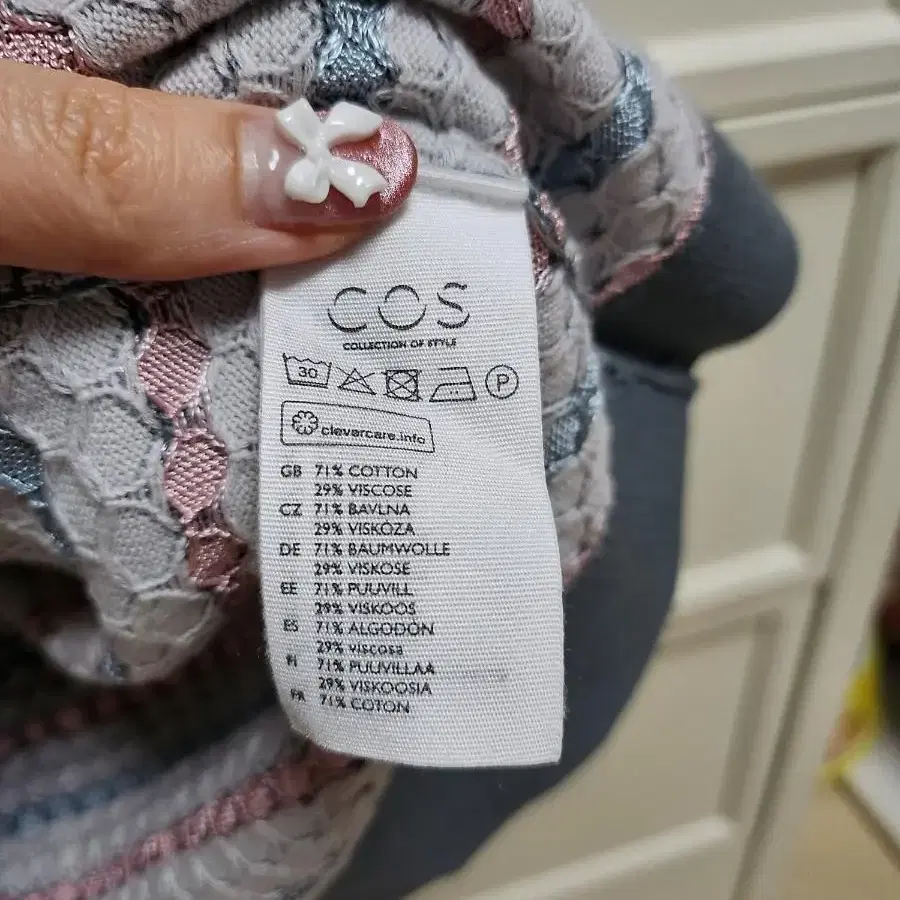 COS
COLLECTION OF STYLE
30 P
clevercare.info
GB 71% COTTON
29% VISCOSE
CZ 71% BAVLNA
29% VISKÓZA
DE 71% BAUMWOLLE
29% VISKOSE
EE 71% PUUVILL
29% VISKOOS
ES 71% ALGODÓN
29% viscosa
FI 71% PUUVILLAA
29% VISKOOSIA
FR 71% COTON